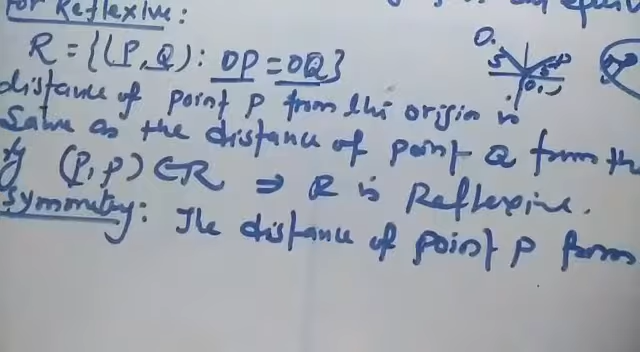 For Reflexive:
R = {(P, Q): OP = OQ}
distance of point P from the origin is
same as the distance of point Q from the
(P, P) ∈ R ⇒ R is Reflexive.
Symmetry: The distance of point P from